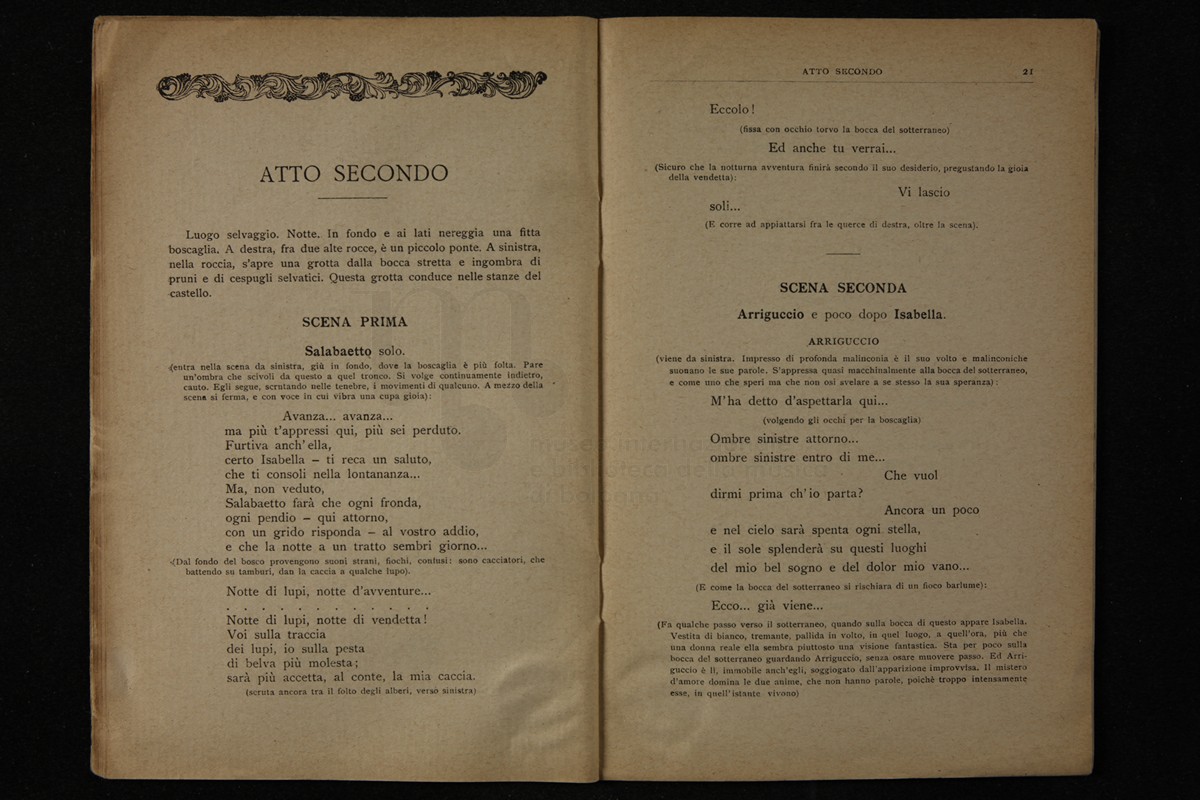 ATTO SECONDO
Luogo selvaggio. Notte. In fondo e ai lati nereggia una fitta
boscaglia. A destra, fra due alte rocce, è un piccolo ponte. A sinistra,
nella roccia, s'apre una grotta dalla bocca stretta e ingombra di
pruni e di cespugli selvatici. Questa grotta conduce nelle stanze del
castello.
SCENA PRIMA
Salabaetto solo.
(entra nella scena da sinistra, giù in fondo, dove la boscaglia è più folta. Pare
un'ombra che scivoli da questo a quel tronco. Si volge continuamente indietro,
cauto. Egli segue, scrutando nelle tenebre, i movimenti di qualcuno. A mezzo della
scena si ferma, e con voce in cui vibra una cupa gioia):
Avanza... avanza...
ma più t'appressi qui, più sei perduto.
Furtiva anch' ella,
certo Isabella – ti reca un saluto,
che ti consoli nella lontananza...
Ma, non veduto,
Salabaetto farà che ogni fronda,
ogni pendio – qui attorno,
con un grido risponda – al vostro addio,
e che la notte a un tratto sembri giorno...
(Dal fondo del bosco provengono suoni strani, fiochi, confusi: sono cacciatori, che
battendo su tamburi, dan la caccia a qualche lupo).
Notte di lupi, notte d'avventure...
. . . . . . . . . . . .
Notte di lupi, notte di vendetta!
Voi sulla traccia
dei lupi, io sulla pesta
di belva più molesta;
sarà più accetta, al conte, la mia caccia.
(scruta ancora tra il folto degli alberi, verso sinistra)
ATTO SECONDO 21
Eccolo!
(fissa con occhio torvo la bocca del sotterraneo)
Ed anche tu verrai...
(Sicuro che la notturna avventura finirà secondo il suo desiderio, pregustando la gioia
della vendetta):
Vi lascio
soli...
(E corre ad appiattarsi fra le querce di destra, oltre la scena).
SCENA SECONDA
Arriguccio e poco dopo Isabella.
ARRIGUCCIO
(viene da sinistra. Impresso di profonda malinconia è il suo volto e malinconiche
suonano le sue parole. S'appressa quasi macchinalmente alla bocca del sotterraneo,
e come uno che speri ma che non osi svelare a se stesso la sua speranza):
M'ha detto d'aspettarla qui...
(volgendo gli occhi per la boscaglia)
Ombre sinistre attorno...
ombre sinistre entro di me...
Che vuol
dirmi prima ch'io parta?
Ancora un poco
e nel cielo sarà spenta ogni stella,
e il sole splenderà su questi luoghi
del mio bel sogno e del dolor mio vano...
(E come la bocca del sotterraneo si rischiara di un fioco barlume):
Ecco... già viene...
(Fa qualche passo verso il sotterraneo, quando sulla bocca di questo appare Isabella.
Vestita di bianco, tremante, pallida in volto, in quel luogo, a quell'ora, più che
una donna reale ella sembra piuttosto una visione fantastica. Sta per poco sulla
bocca del sotterraneo guardando Arriguccio, senza osare muovere passo. Ed Arri-
guccio è lì, immobile anch'egli, soggiogato dall'apparizione improvvisa. Il mistero
d'amore domina le due anime, che non hanno parole, poichè troppo intensamente
esse, in quell'istante vivono)